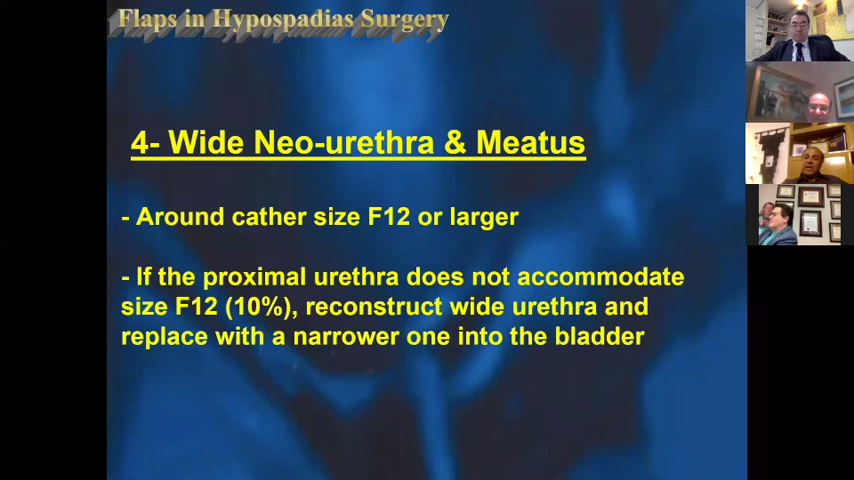 Flaps in Hypospadias Surgery
4- Wide Neo-urethra & Meatus
- Around cather size F12 or larger
- If the proximal urethra does not accommodate
size F12 (10%), reconstruct wide urethra and
replace with a narrower one into the bladder